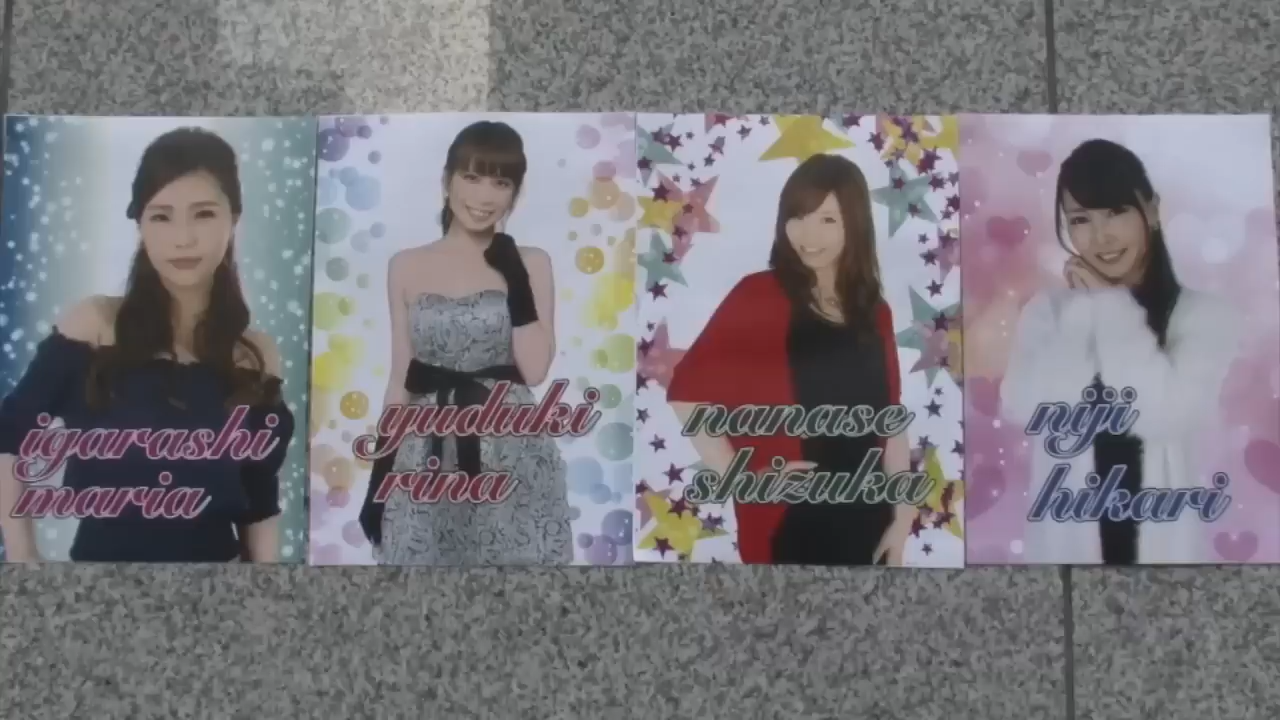 igarashi
maria
yuduki
rina
nanase
shizuka
niji
hikari